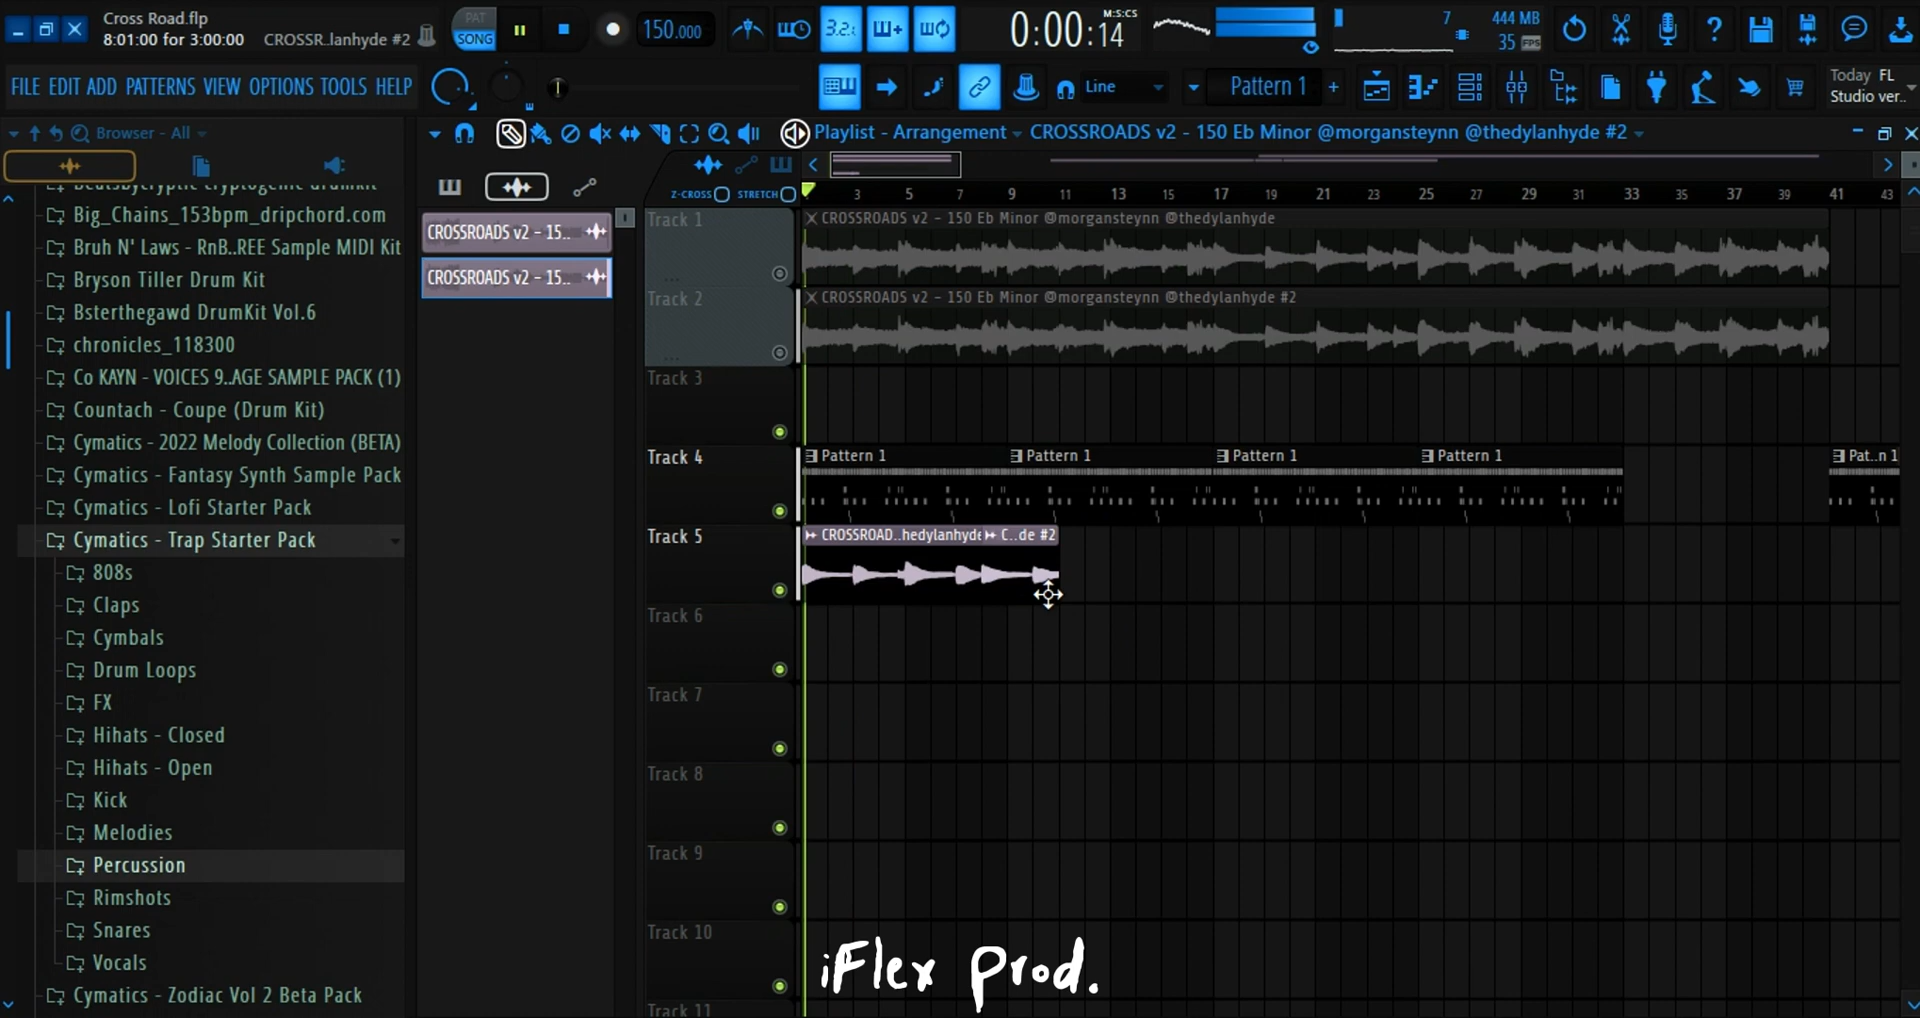 Cross Road.flp
8:01:00 for 3:00:00
CROSSR..lanhyde #2
PAT
SONG
150.000
3.2:
0:00:14
M:S:CS
7
444 MB
35 FPS
FILE EDIT ADD PATTERNS VIEW OPTIONS TOOLS HELP
Line
Pattern 1
+
Today FL
Studio ver..
Browser - All
Playlist - Arrangement
CROSSROADS v2 - 150 Eb Minor @morgansteynn @thedylanhyde #2
Z-CROSS
STRETCH
3 5 7 9 11 13 15 17 19 21 23 25 27 29 31 33 35 37 39 41 43
Beatsbycryptic cryptogenic drumkit
Big_Chains_153bpm_dripchord.com
Bruh N' Laws - RnB..REE Sample MIDI Kit
Bryson Tiller Drum Kit
Bsterthegawd DrumKit Vol.6
chronicles_118300
Co KAYN - VOICES 9..AGE SAMPLE PACK (1)
Countach - Coupe (Drum Kit)
Cymatics - 2022 Melody Collection (BETA)
Cymatics - Fantasy Synth Sample Pack
Cymatics - Lofi Starter Pack
Cymatics - Trap Starter Pack
808s
Claps
Cymbals
Drum Loops
FX
Hihats - Closed
Hihats - Open
Kick
Melodies
Percussion
Rimshots
Snares
Vocals
Cymatics - Zodiac Vol 2 Beta Pack
CROSSROADS v2 - 15..
CROSSROADS v2 - 15..
Track 1
CROSSROADS v2 - 150 Eb Minor @morgansteynn @thedylanhyde
Track 2
CROSSROADS v2 - 150 Eb Minor @morgansteynn @thedylanhyde #2
Track 3
Track 4
Pattern 1
Pattern 1
Pattern 1
Pattern 1
Pat..n 1
Track 5
CROSSROAD..hedylanhyde
C..de #2
Track 6
Track 7
Track 8
Track 9
Track 10
Track 11
iFlex Prod.